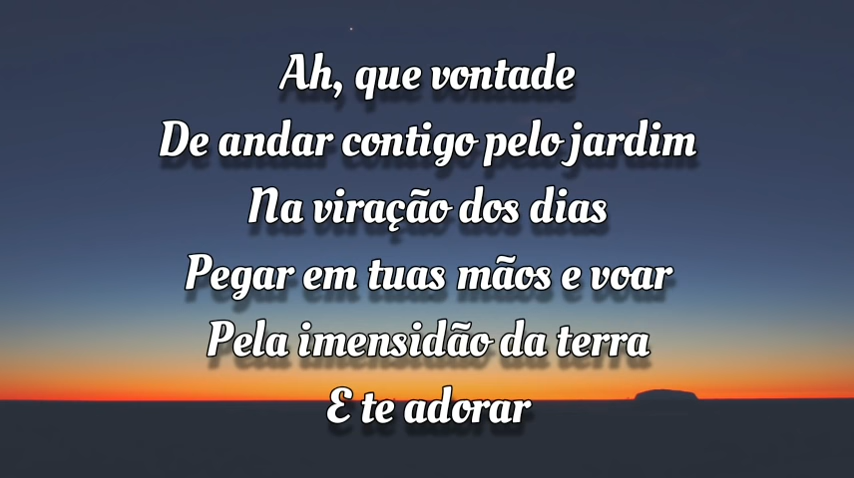 Ah, que vontade
De andar contigo pelo jardim
Na viração dos dias
Pegar em tuas mãos e voar
Pela imensidão da terra
E te adorar